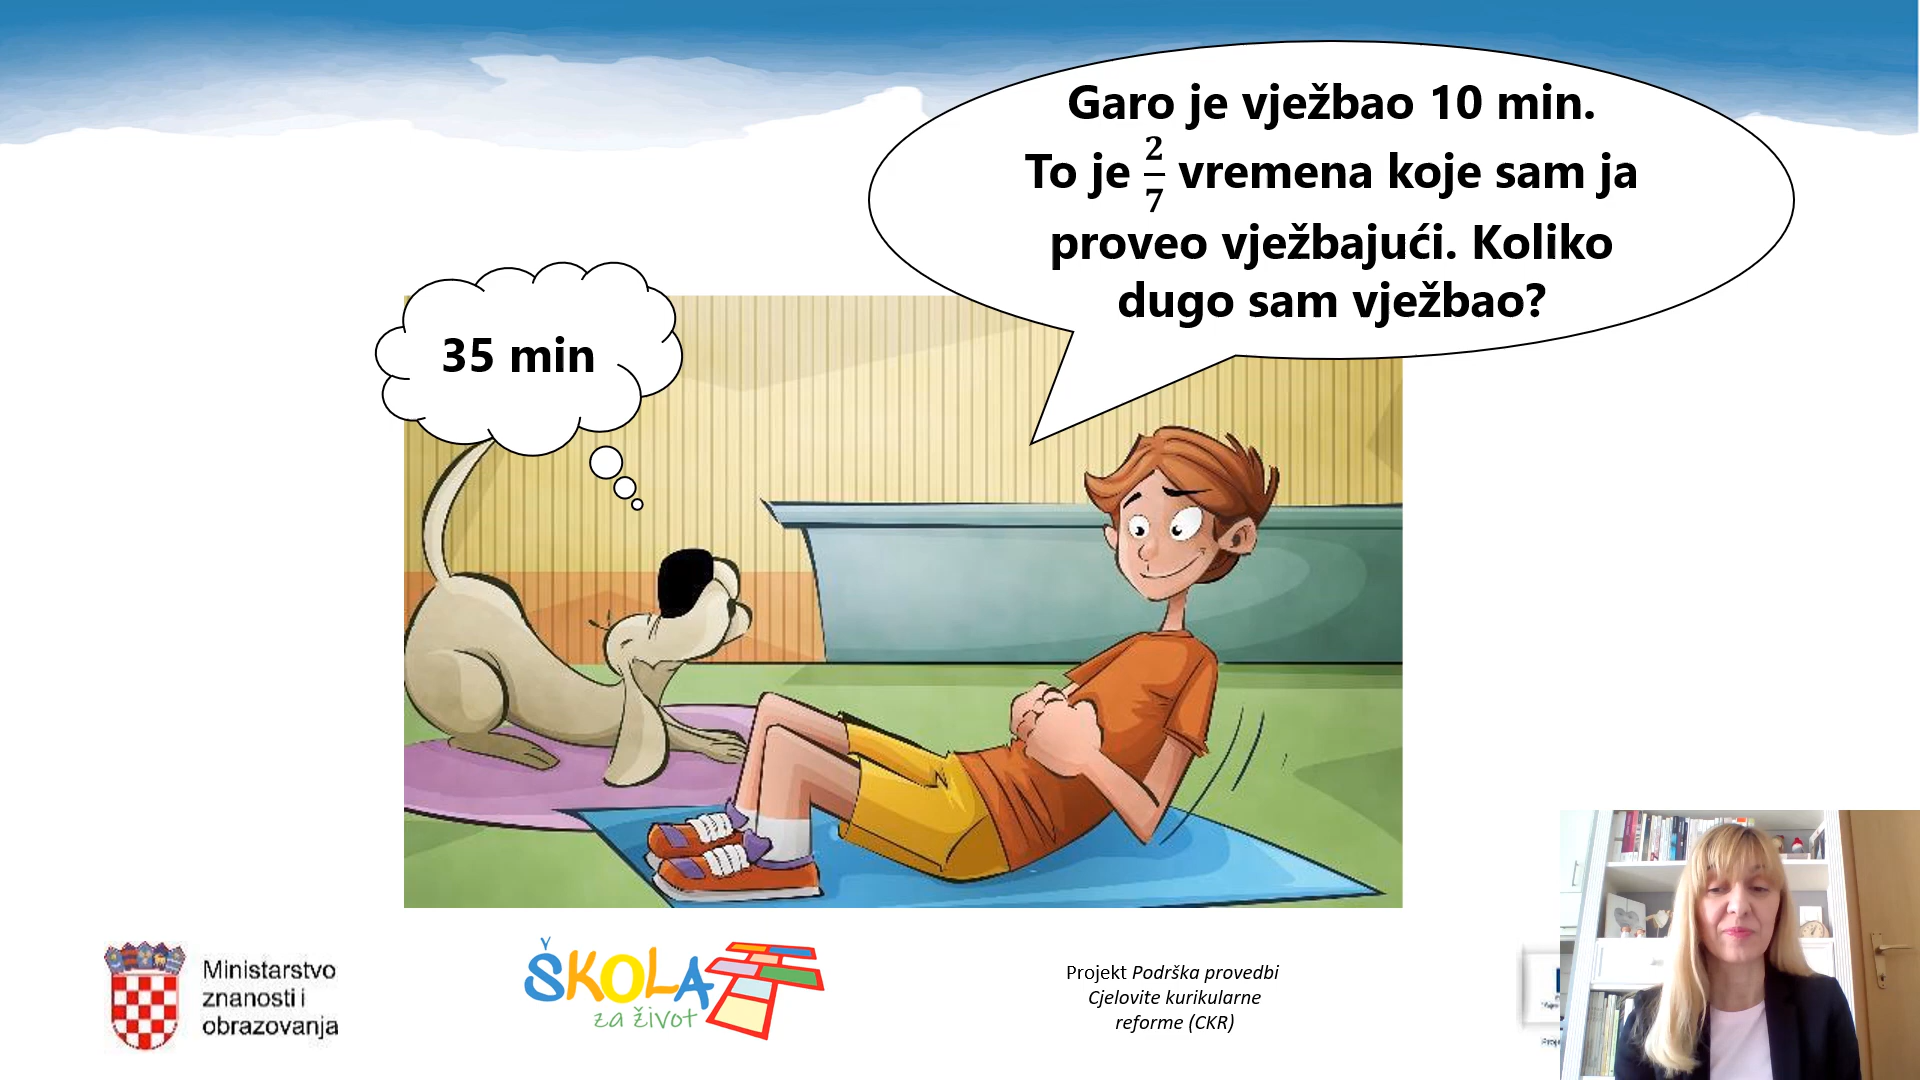 Garo je vježbao 10 min.
To je 2/7 vremena koje sam ja
proveo vježbajući. Koliko
dugo sam vježbao?
35 min
Ministarstvo
znanosti i
obrazovanja
ŠKOLA
za život
Projekt Podrška provedbi
Cjelovite kurikularne
reforme (CKR)